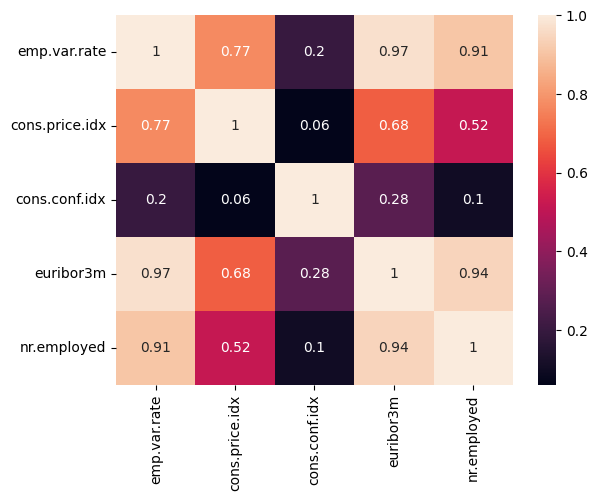 emp.var.rate 1 0.77 0.2 0.97 0.91
cons.price.idx 0.77 1 0.06 0.68 0.52
cons.conf.idx 0.2 0.06 1 0.28 0.1
euribor3m 0.97 0.68 0.28 1 0.94
nr.employed 0.91 0.52 0.1 0.94 1
emp.var.rate
cons.price.idx
cons.conf.idx
euribor3m
nr.employed
1.0
0.8
0.6
0.4
0.2